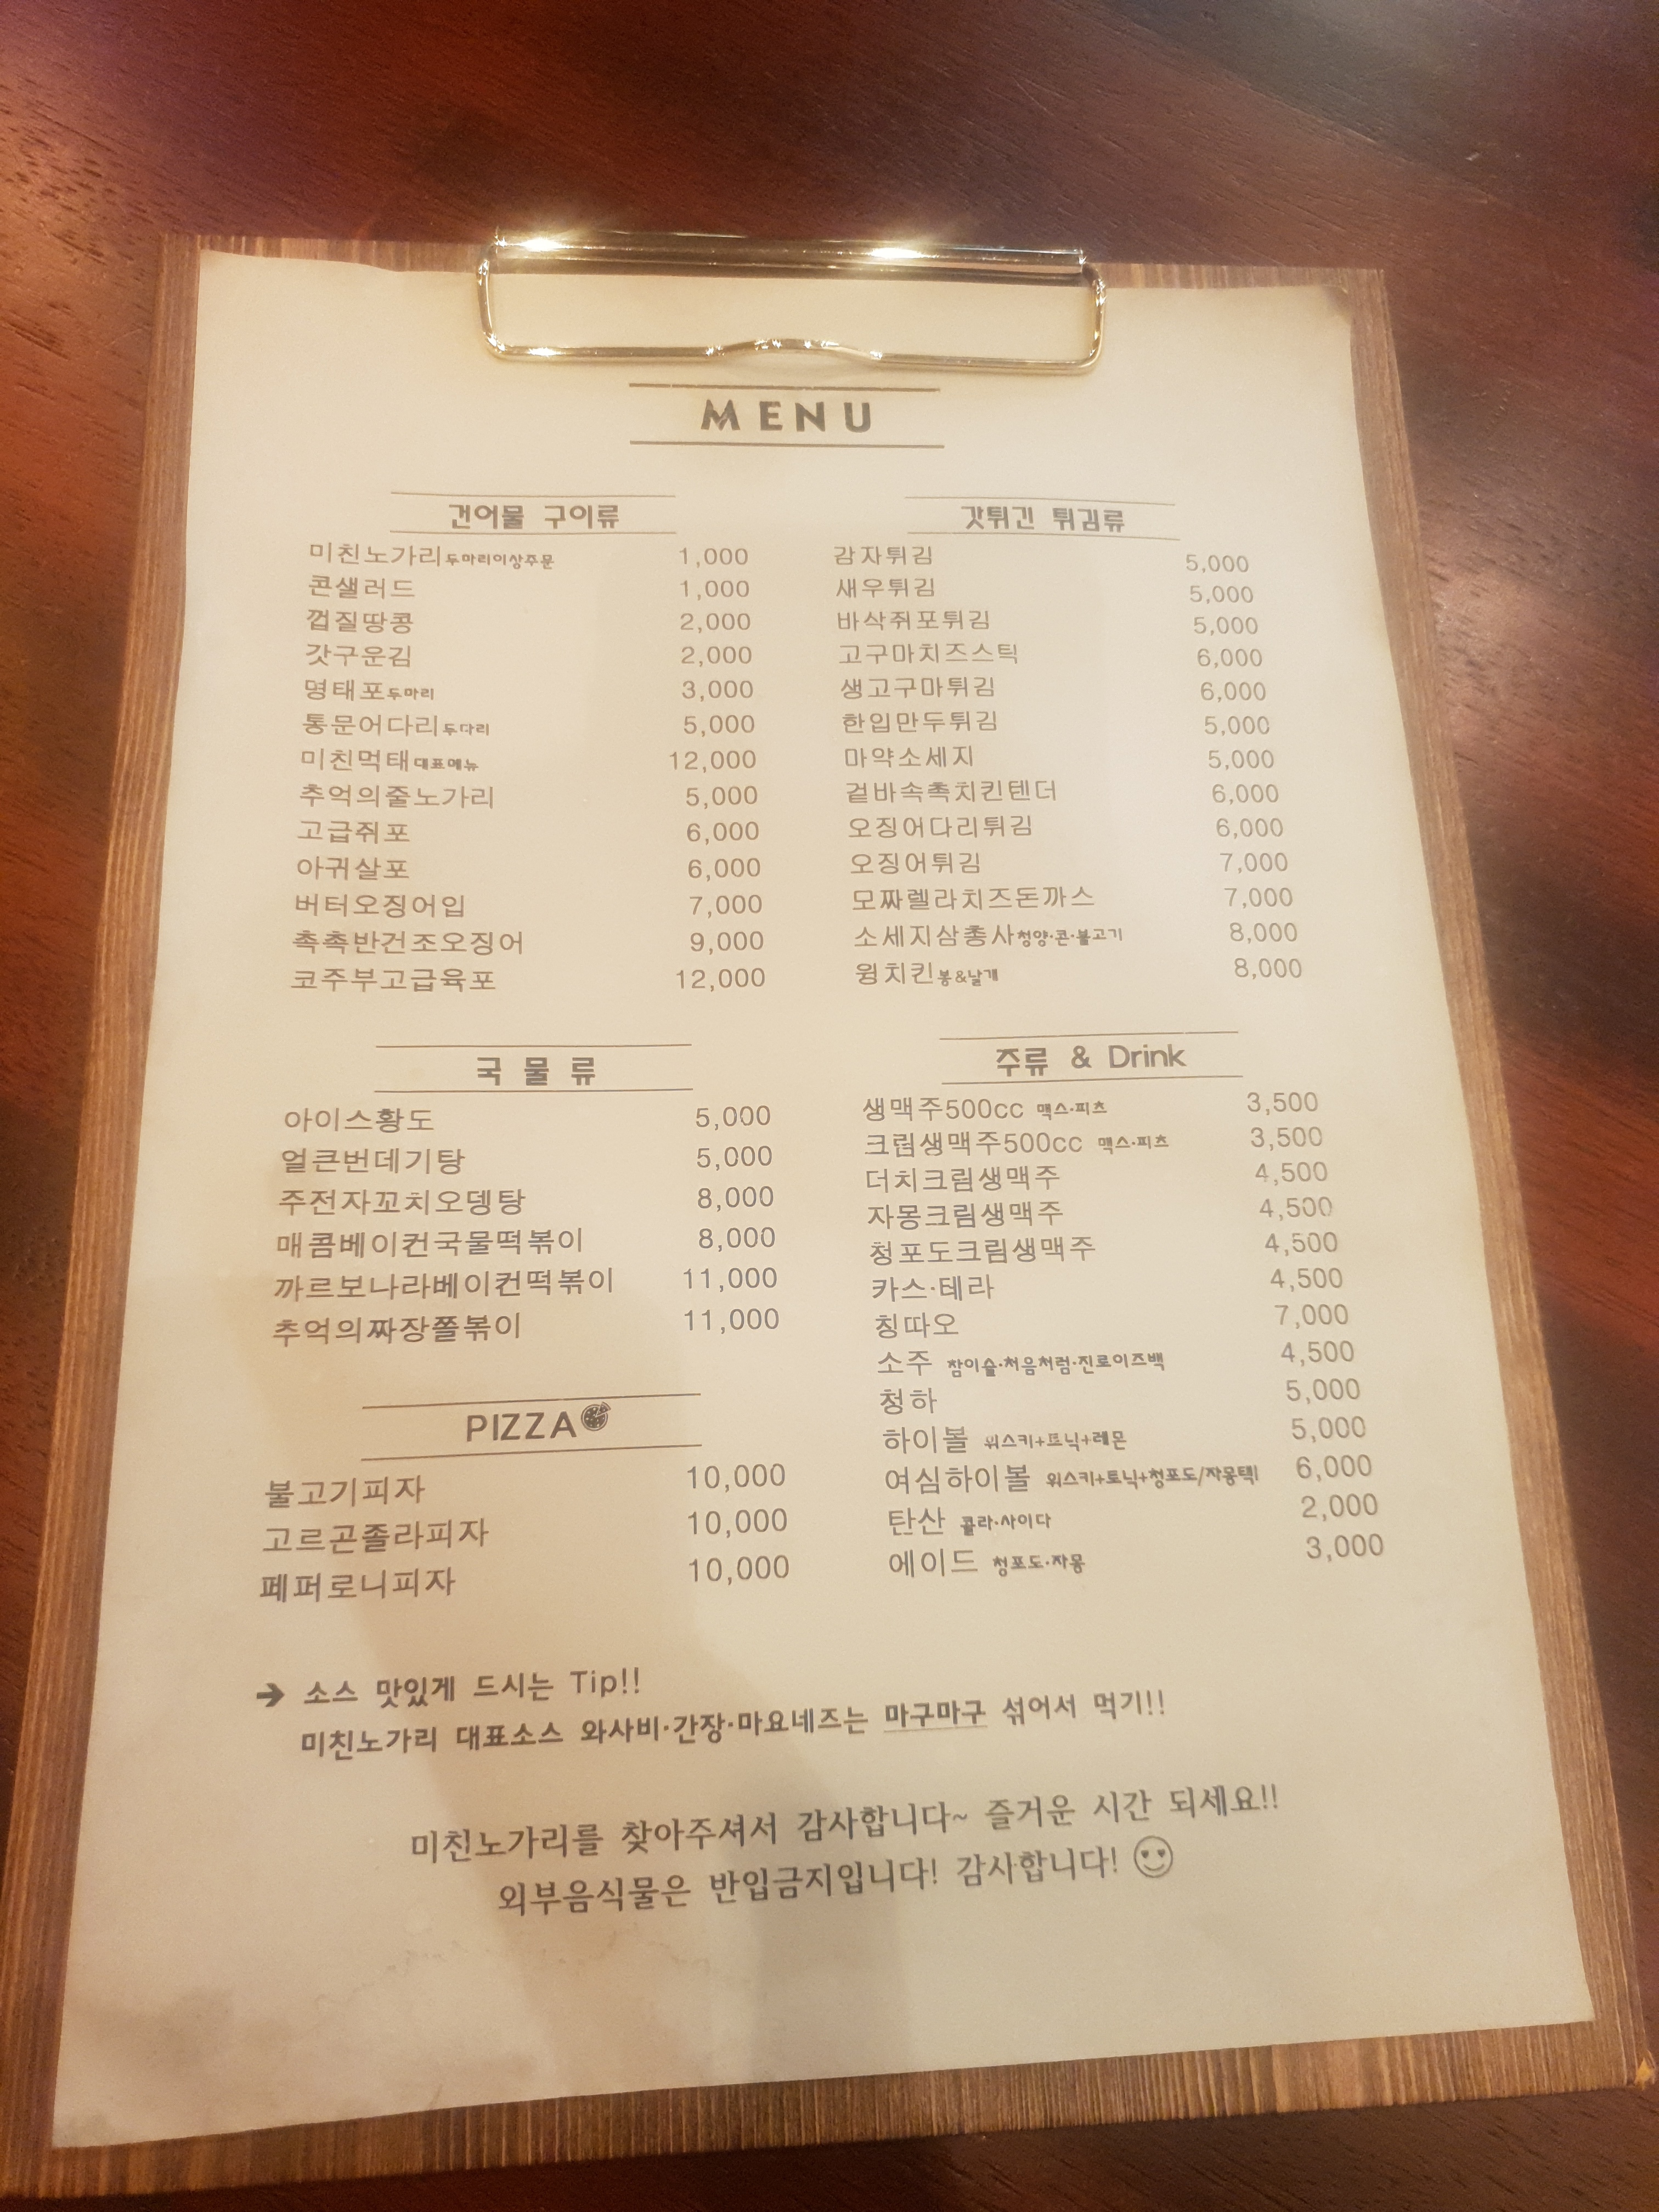 MENU
건어물 구이류
미친노가리두마리이상주문 1,000
콘샐러드 1,000
껍질땅콩 2,000
갓구운김 2,000
명태포두마리 3,000
통문어다리두다리 5,000
미친먹태대표메뉴 12,000
추억의줄노가리 5,000
고급쥐포 6,000
아귀살포 6,000
버터오징어입 7,000
촉촉반건조오징어 9,000
코주부고급육포 12,000
갓튀긴 튀김류
감자튀김 5,000
새우튀김 5,000
바삭쥐포튀김 5,000
고구마치즈스틱 6,000
생고구마튀김 6,000
한입만두튀김 5,000
마약소세지 5,000
겉바속촉치킨텐더 6,000
오징어다리튀김 6,000
오징어튀김 7,000
모짜렐라치즈돈까스 7,000
소세지삼총사청양·콘·불고기 8,000
윙치킨봉&날개 8,000
국 물 류
아이스황도 5,000
얼큰번데기탕 5,000
주전자꼬치오뎅탕 8,000
매콤베이컨국물떡볶이 8,000
까르보나라베이컨떡볶이 11,000
추억의짜장쫄볶이 11,000
PIZZA
불고기피자 10,000
고르곤졸라피자 10,000
페퍼로니피자 10,000
주류 & Drink
생맥주500cc 맥스·피츠 3,500
크림생맥주500cc 맥스·피츠 3,500
더치크림생맥주 4,500
자몽크림생맥주 4,500
청포도크림생맥주 4,500
카스·테라 4,500
칭따오 7,000
소주 참이슬·처음처럼·진로이즈백 4,500
청하 5,000
하이볼 위스키+토닉+레몬 5,000
여심하이볼 위스키+토닉+청포도/자몽택1 6,000
탄산 콜라·사이다 2,000
에이드 청포도·자몽 3,000
➔ 소스 맛있게 드시는 Tip!!
미친노가리 대표소스 와사비·간장·마요네즈는 마구마구 섞어서 먹기!!
미친노가리를 찾아주셔서 감사합니다~ 즐거운 시간 되세요!!
외부음식물은 반입금지입니다! 감사합니다!